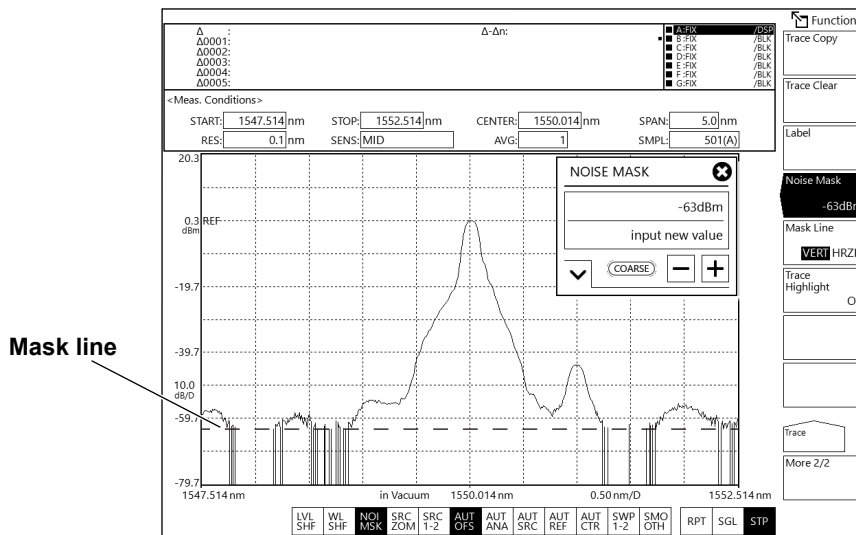 Function
Δ :
Δ0001:
Δ0002:
Δ0003:
Δ0004:
Δ0005:
Δ-Δn:
A:FIX /DSP
B:FIX /BLK
C:FIX /BLK
D:FIX /BLK
E:FIX /BLK
F:FIX /BLK
G:FIX /BLK
<Meas. Conditions>
START: 1547.514 nm STOP: 1552.514 nm CENTER: 1550.014 nm SPAN: 5.0 nm
RES: 0.1 nm SENS: MID AVG: 1 SMPL: 501(A)
20.3
0.3 REF
dBm
-19.7
-39.7
10.0
dB/D
-59.7
-79.7
1547.514 nm in Vacuum 1550.014 nm 0.50 nm/D 1552.514 nm
NOISE MASK
-63dBm
input new value
COARSE
Mask line
Trace Copy
Trace Clear
Label
Noise Mask
-63dBm
Mask Line
VERT HRZ
Trace
Highlight
O
Trace
More 2/2
LVL SHF
WL SHF
NOI MSK
SRC ZOM
SRC 1-2
AUT OFS
AUT ANA
AUT SRC
AUT REF
AUT CTR
SWP 1-2
SMO OTH
RPT
SGL
STP